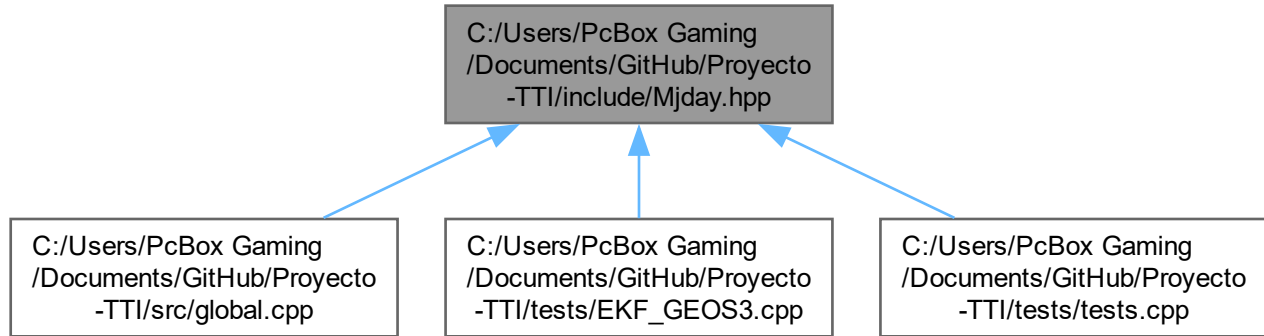 C:/Users/PcBox Gaming
/Documents/GitHub/Proyecto
-TTI/include/Mjday.hpp
C:/Users/PcBox Gaming
/Documents/GitHub/Proyecto
-TTI/src/global.cpp
C:/Users/PcBox Gaming
/Documents/GitHub/Proyecto
-TTI/tests/EKF_GEOS3.cpp
C:/Users/PcBox Gaming
/Documents/GitHub/Proyecto
-TTI/tests/tests.cpp